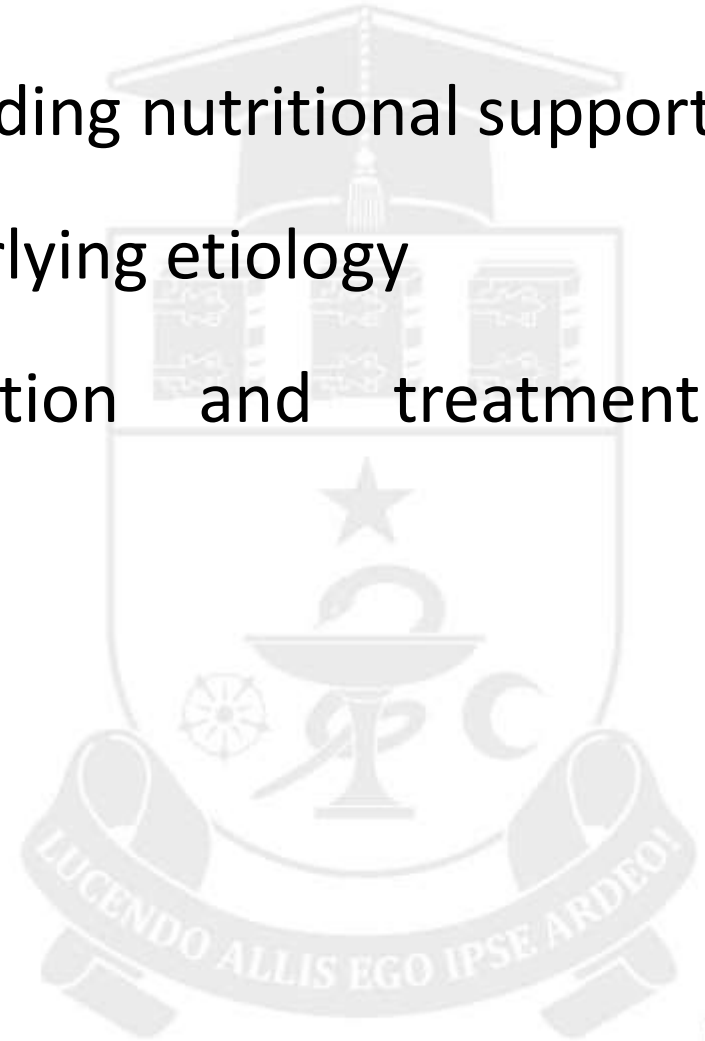 ding nutritional support
rlying etiology
tion and treatment
LUCENDO ALLIS EGO IPSE ARDEO!